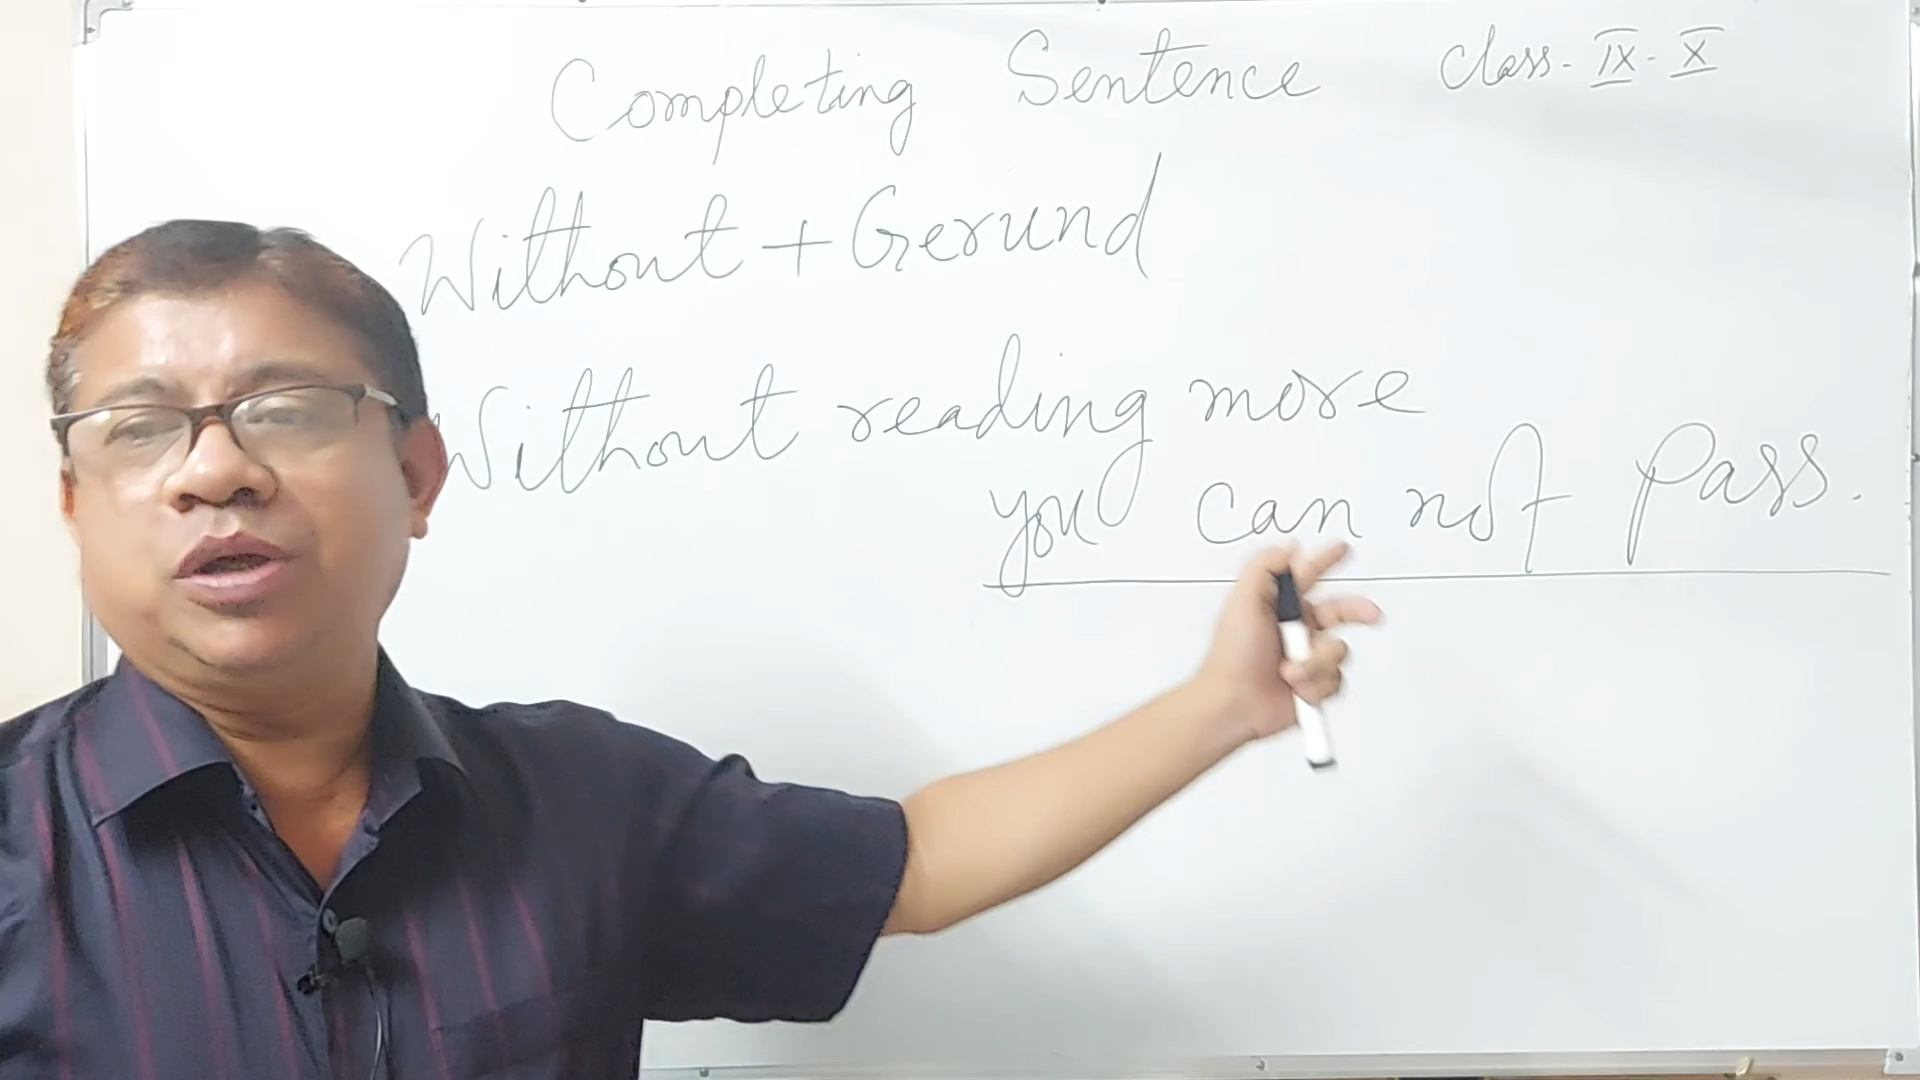 Completing Sentence Class-IX-X
Without + Gerund
Without reading more
you can not pass.